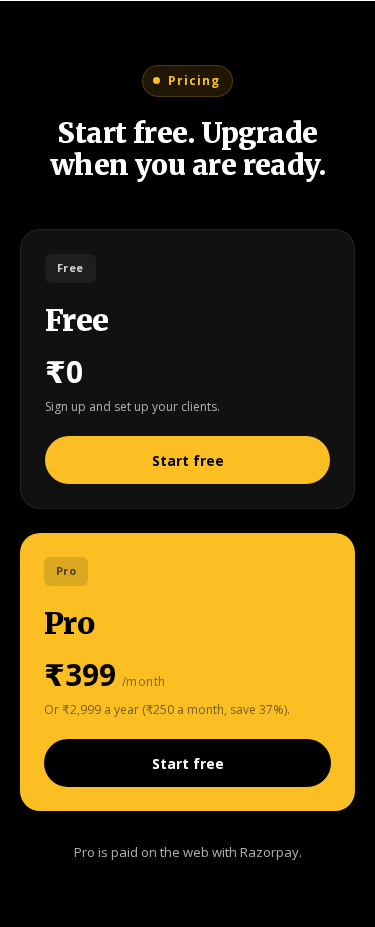 Pricing
Start free. Upgrade
when you are ready.
Free
Free
₹0
Sign up and set up your clients.
Start free
Pro
Pro
₹399 /month
Or ₹2,999 a year (₹250 a month, save 37%).
Start free
Pro is paid on the web with Razorpay.